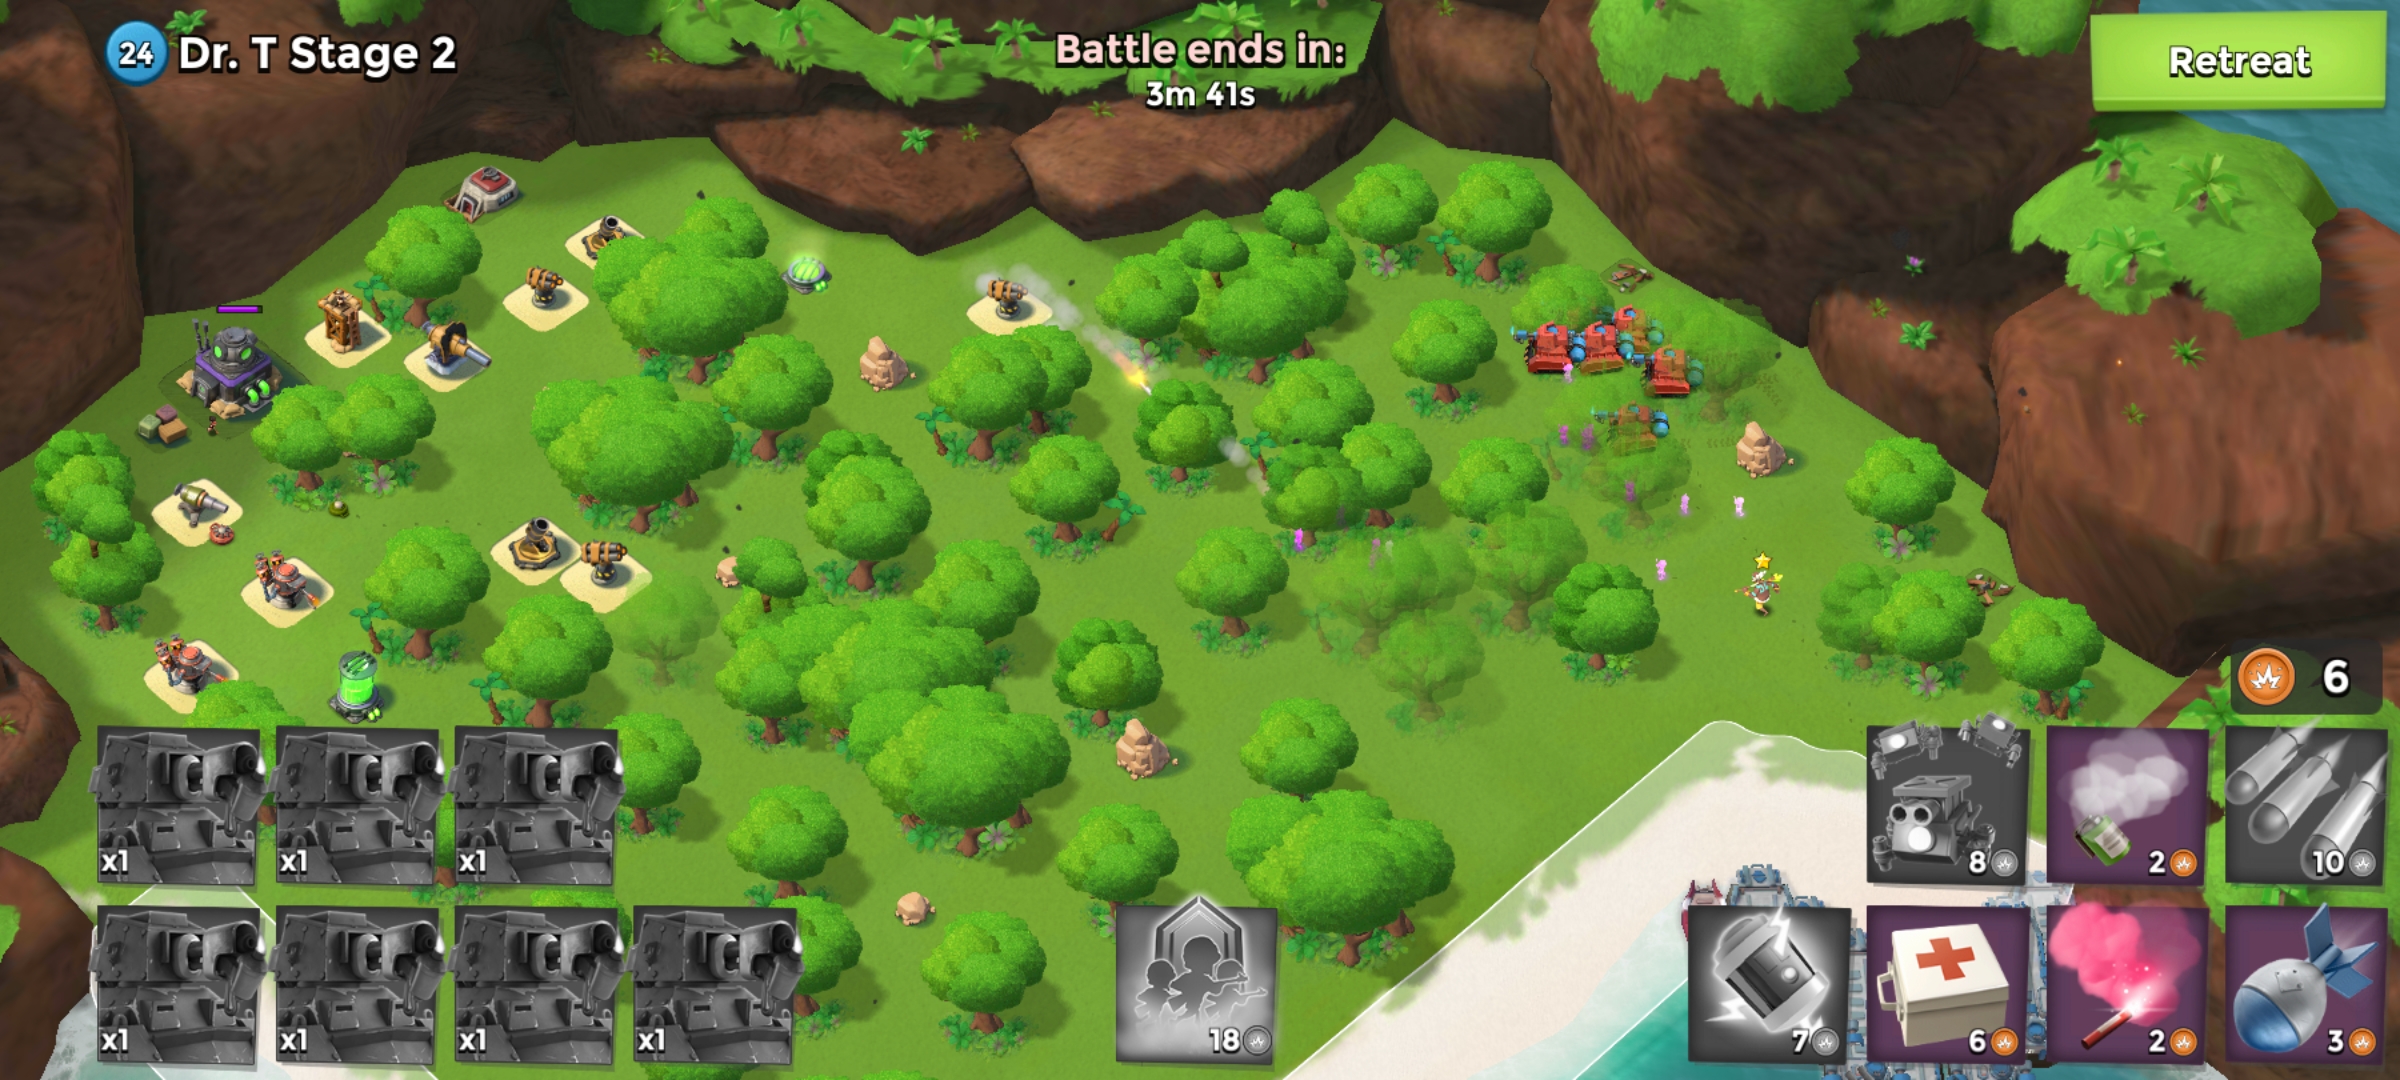 24 Dr. T Stage 2
Battle ends in:
3m 41s
Retreat
6
x1 x1 x1
8 2 10
x1 x1 x1 x1
18 7 6 2 3